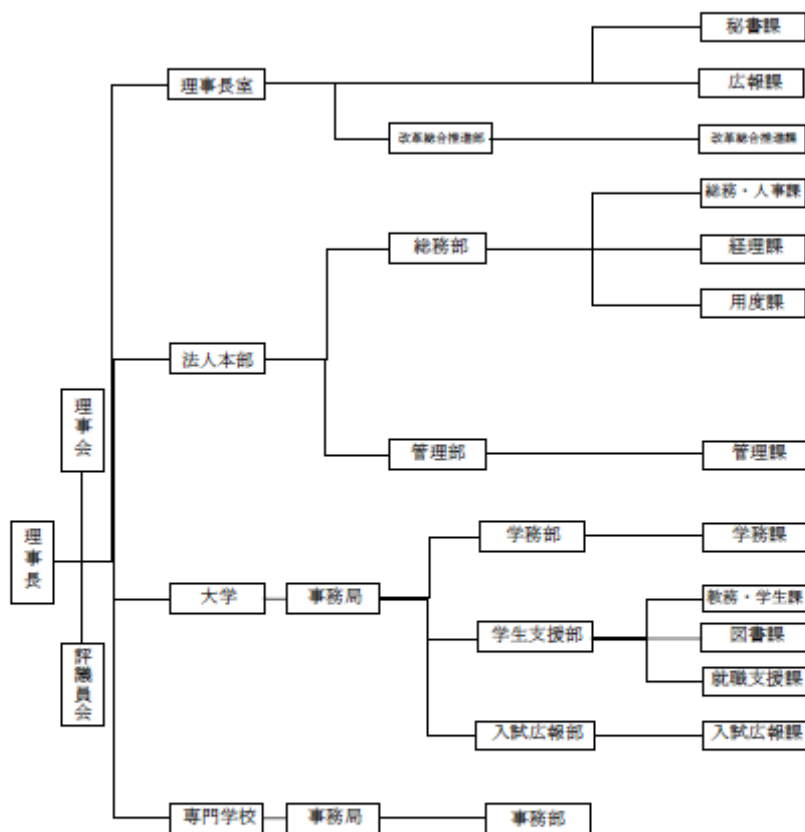 秘書課
理事長室
広報課
改革総合推進部
改革総合推進課
総務・人事課
総務部
経理課
用度課
法人本部
理事会
管理部
管理課
理事長
学務部
学務課
大学
事務局
教務・学生課
学生支援部
図書課
評議員会
就職支援課
入試広報部
入試広報課
専門学校
事務局
事務部